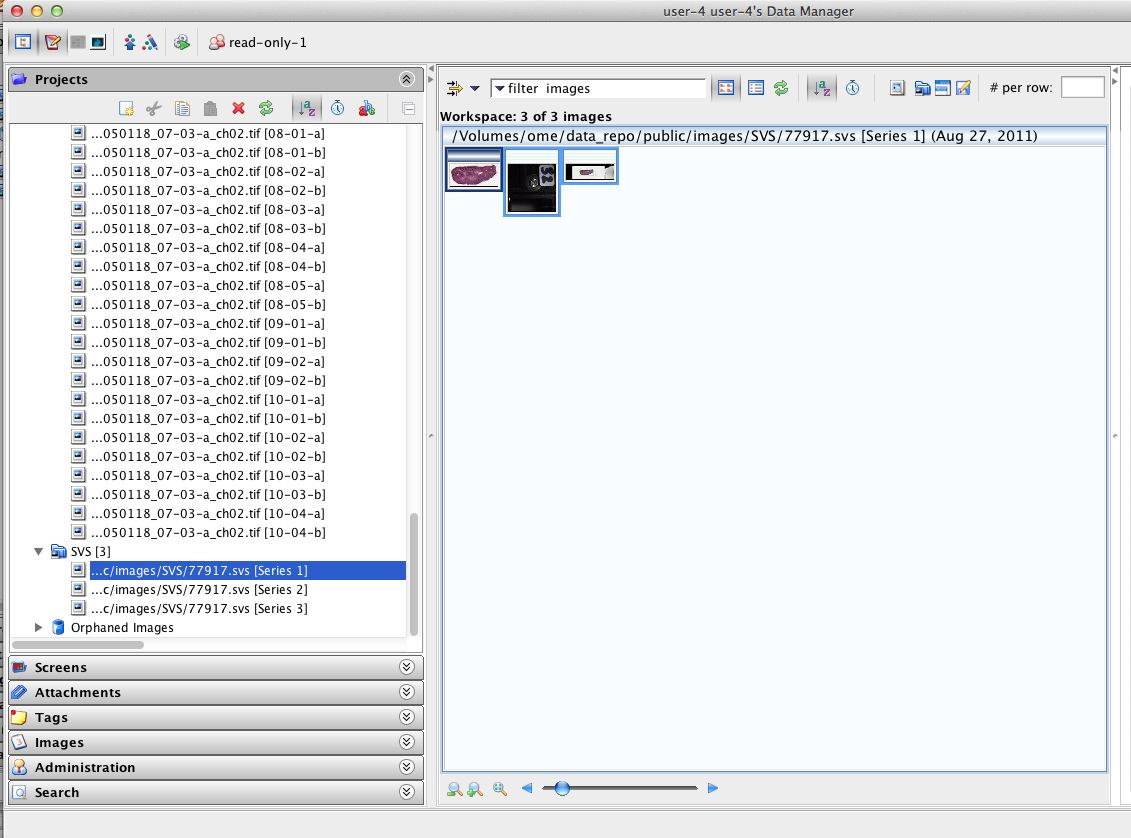 user-4 user-4's Data Manager
read-only-1
Projects
...050118_07-03-a_ch02.tif [08-01-a]
...050118_07-03-a_ch02.tif [08-01-b]
...050118_07-03-a_ch02.tif [08-02-a]
...050118_07-03-a_ch02.tif [08-02-b]
...050118_07-03-a_ch02.tif [08-03-a]
...050118_07-03-a_ch02.tif [08-03-b]
...050118_07-03-a_ch02.tif [08-04-a]
...050118_07-03-a_ch02.tif [08-04-b]
...050118_07-03-a_ch02.tif [08-05-a]
...050118_07-03-a_ch02.tif [08-05-b]
...050118_07-03-a_ch02.tif [09-01-a]
...050118_07-03-a_ch02.tif [09-01-b]
...050118_07-03-a_ch02.tif [09-02-a]
...050118_07-03-a_ch02.tif [09-02-b]
...050118_07-03-a_ch02.tif [10-01-a]
...050118_07-03-a_ch02.tif [10-01-b]
...050118_07-03-a_ch02.tif [10-02-a]
...050118_07-03-a_ch02.tif [10-02-b]
...050118_07-03-a_ch02.tif [10-03-a]
...050118_07-03-a_ch02.tif [10-03-b]
...050118_07-03-a_ch02.tif [10-04-a]
...050118_07-03-a_ch02.tif [10-04-b]
SVS [3]
...c/images/SVS/77917.svs [Series 1]
...c/images/SVS/77917.svs [Series 2]
...c/images/SVS/77917.svs [Series 3]
Orphaned Images
Screens
Attachments
Tags
Images
Administration
Search
filter images
# per row:
Workspace: 3 of 3 images
/Volumes/ome/data_repo/public/images/SVS/77917.svs [Series 1] (Aug 27, 2011)